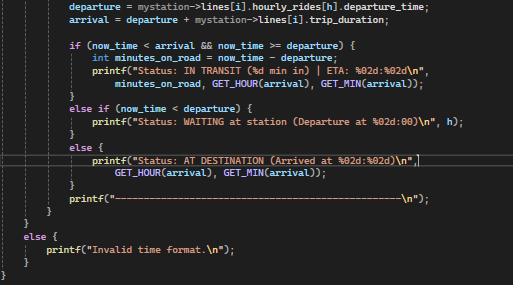 departure = mystation->lines[i].hourly_rides[h].departure_time;
arrival = departure + mystation->lines[i].trip_duration;
if (now_time < arrival && now_time >= departure) {
int minutes_on_road = now_time - departure;
printf("Status: IN TRANSIT (%d min in) | ETA: %02d:%02d\n",
minutes_on_road, GET_HOUR(arrival), GET_MIN(arrival));
}
else if (now_time < departure) {
printf("Status: WAITING at station (Departure at %02d:00)\n", h);
}
else {
printf("Status: AT DESTINATION (Arrived at %02d:%02d)\n",
GET_HOUR(arrival), GET_MIN(arrival));
}
printf("--------------------------------------------------\n");
}
}
else {
printf("Invalid time format.\n");
}
}